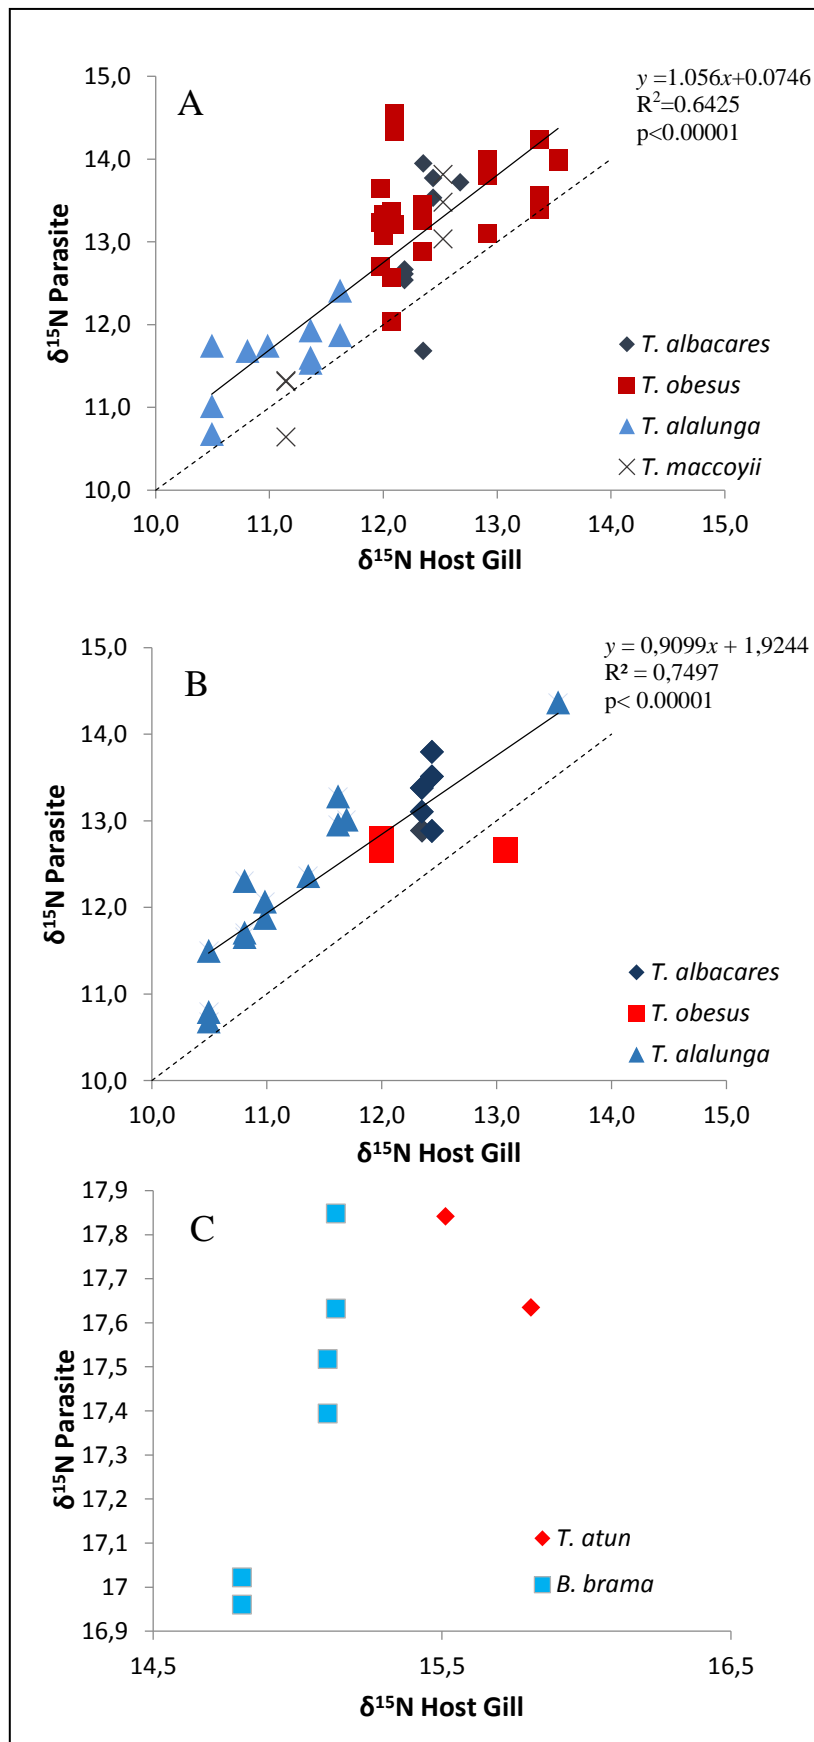 A
y =1.056x+0.0746
R²=0.6425
p<0.00001
15,0
14,0
13,0
12,0
11,0
10,0
δ¹⁵N Parasite
T. albacares
T. obesus
T. alalunga
T. maccoyii
10,0 11,0 12,0 13,0 14,0 15,0
δ¹⁵N Host Gill
B
y = 0,9099x + 1,9244
R² = 0,7497
p< 0.00001
15,0
14,0
13,0
12,0
11,0
10,0
δ¹⁵N Parasite
T. albacares
T. obesus
T. alalunga
10,0 11,0 12,0 13,0 14,0 15,0
δ¹⁵N Host Gill
C
17,9
17,8
17,7
17,6
17,5
17,4
17,3
17,2
17,1
17
16,9
δ¹⁵N Parasite
T. atun
B. brama
14,5 15,5 16,5
δ¹⁵N Host Gill